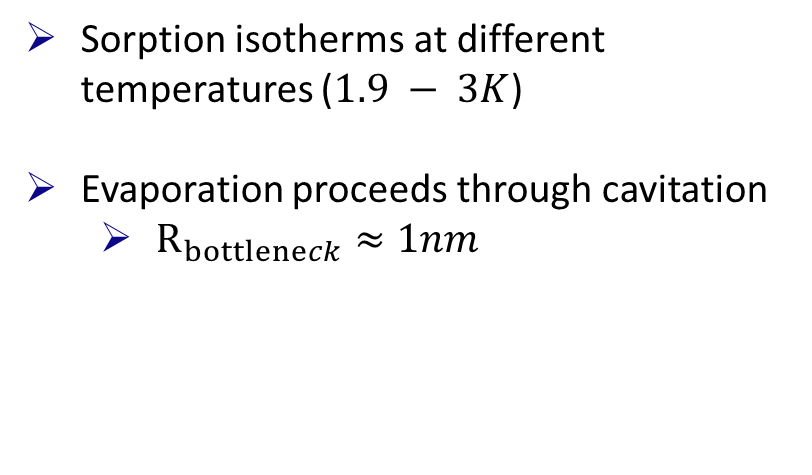 ➢ Sorption isotherms at different
temperatures (1.9 − 3K)
➢ Evaporation proceeds through cavitation
➢ R_bottleneck ≈ 1nm